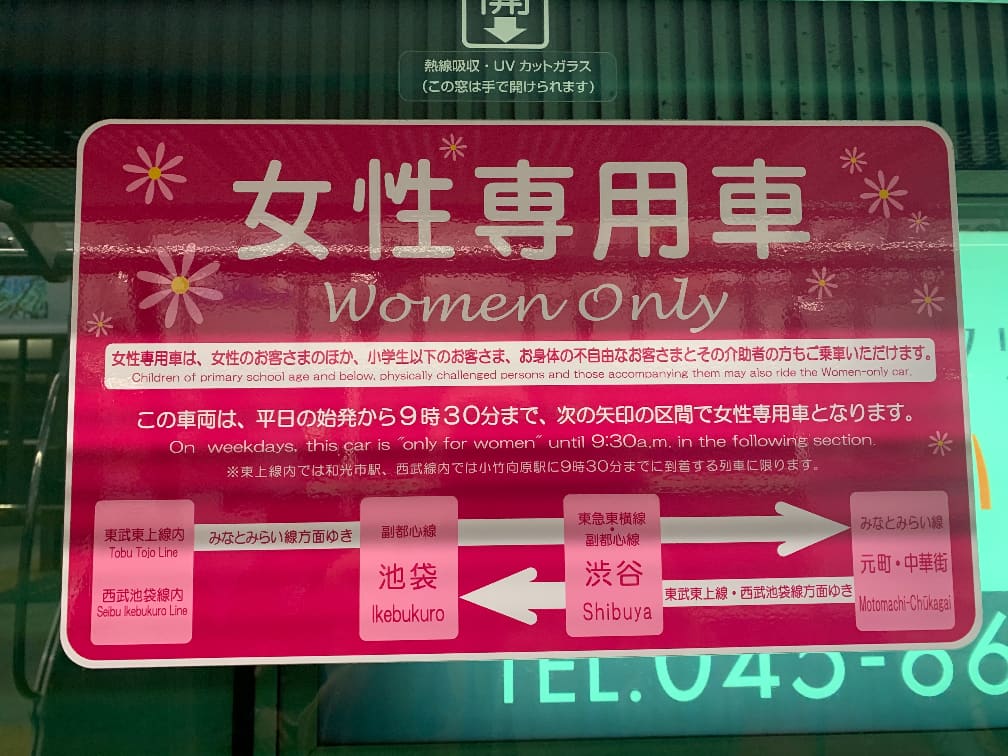 開
熱線吸収・UVカットガラス
(この窓は手で開けられます)
女性専用車
Women Only
女性専用車は、女性のお客さまのほか、小学生以下のお客さま、お身体の不自由なお客さまとその介助者の方もご乗車いただけます。
Children of primary school age and below, physically challenged persons and those accompanying them may also ride the Women-only car.
この車両は、平日の始発から9時30分まで、次の矢印の区間で女性専用車となります。
On weekdays, this car is "only for women" until 9:30a.m. in the following section.
※東上線内では和光市駅、西武線内では小竹向原駅に9時30分までに到着する列車に限ります。
東武東上線内
Tobu Tojo Line
西武池袋線内
Seibu Ikebukuro Line
みなとみらい線方面ゆき
副都心線
池袋
Ikebukuro
東急東横線
・
副都心線
渋谷
Shibuya
東武東上線・西武池袋線方面ゆき
みなとみらい線
元町・中華街
Motomachi-Chūkagai
TEL.045-66